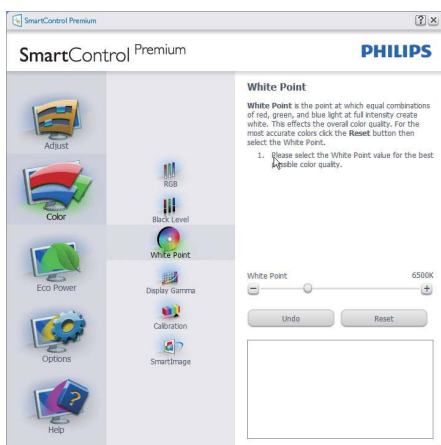 SmartControl Premium
SmartControl Premium
PHILIPS
Adjust
Color
Eco Power
Options
Help
RGB
Black Level
White Point
Display Gamma
Calibration
SmartImage
White Point
White Point is the point at which equal combinations
of red, green, and blue light at full intensity create
white. This effects the overall color quality. For the
most accurate colors click the Reset button then
select the White Point.
1. Please select the White Point value for the best
possible color quality.
White Point 6500K
Undo Reset